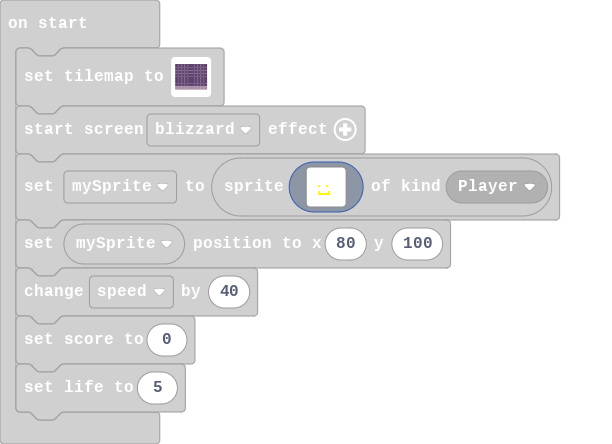 on start
set tilemap to
start screen blizzard effect
set mySprite to sprite of kind Player
set mySprite position to x 80 y 100
change speed by 40
set score to 0
set life to 5